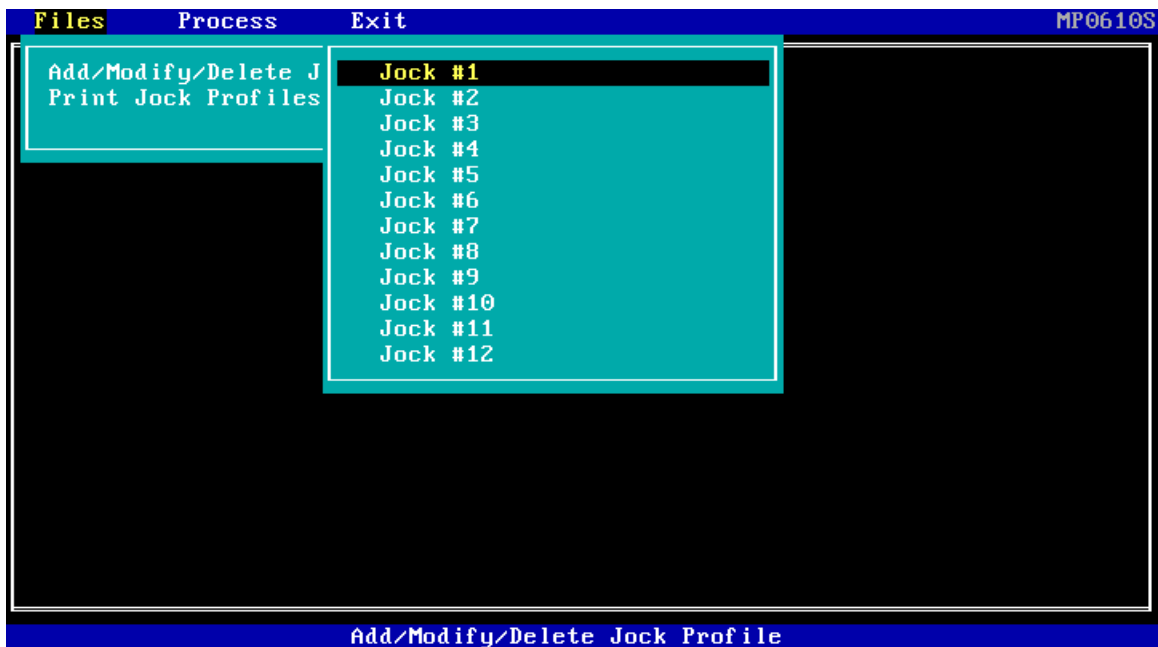 Files Process Exit MP0610S
Add/Modify/Delete J
Print Jock Profiles
Jock #1
Jock #2
Jock #3
Jock #4
Jock #5
Jock #6
Jock #7
Jock #8
Jock #9
Jock #10
Jock #11
Jock #12
Add/Modify/Delete Jock Profile